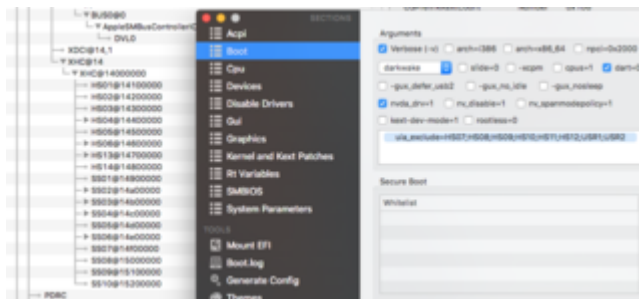 BUS0@0
AppleSMBusControllerIC
DVL0
XDCI@14,1
XHC@14
XHC@14000000
HS01@14100000
HS02@14200000
HS03@14300000
HS04@14400000
HS05@14500000
HS06@14600000
HS13@14700000
HS14@14800000
SS01@14900000
SS02@14a00000
SS03@14b00000
SS04@14c00000
SS05@14d00000
SS06@14e00000
SS07@14f00000
SS08@15000000
SS09@15100000
SS10@15200000
PDRC
SECTIONS
Acpi
Boot
Cpu
Devices
Disable Drivers
Gui
Graphics
Kernel and Kext Patches
Rt Variables
SMBIOS
System Parameters
TOOLS
Mount EFI
Boot.log
Generate Config
Themes
Arguments
Verbose (-v) arch=i386 arch=x86_64 npci=0x2000
darkwake slide=0 -xcpm cpus=1 dart=0
-gux_defer_usb2 -gux_no_idle -gux_nosleep
nvda_drv=1 nv_disable=1 nv_spanmodepolicy=1
kext-dev-mode=1 rootless=0
uia_exclude=HS07;HS08;HS09;HS10;HS11;HS12;USR1;USR2
Secure Boot
Whitelist